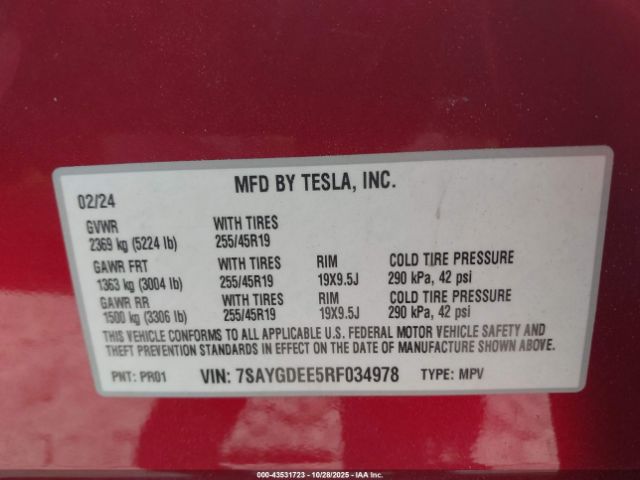 MFD BY TESLA, INC.
02/24
GVWR WITH TIRES
2369 kg (5224 lb) 255/45R19
GAWR FRT WITH TIRES RIM COLD TIRE PRESSURE
1363 kg (3004 lb) 255/45R19 19X9.5J 290 kPa, 42 psi
GAWR RR WITH TIRES RIM COLD TIRE PRESSURE
1500 kg (3306 lb) 255/45R19 19X9.5J 290 kPa, 42 psi
THIS VEHICLE CONFORMS TO ALL APPLICABLE U.S. FEDERAL MOTOR VEHICLE SAFETY AND
THEFT PREVENTION STANDARDS IN EFFECT ON THE DATE OF MANUFACTURE SHOWN ABOVE.
PNT: PR01 VIN: 7SAYGDEE5RF034978 TYPE: MPV
000-43531723 | 10/28/2025 | IAA Inc.